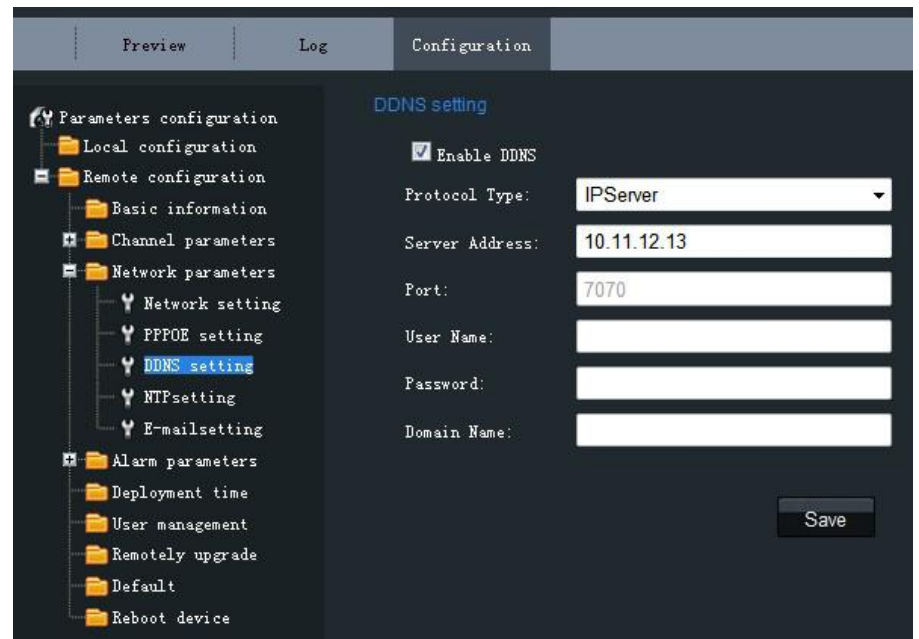 Preview
Log
Configuration
Parameters configuration
Local configuration
Remote configuration
Basic information
Channel parameters
Network parameters
Network setting
PPPOE setting
DDNS setting
NTPsetting
E-mailsetting
Alarm parameters
Deployment time
User management
Remotely upgrade
Default
Reboot device
DDNS setting
Enable DDNS
Protocol Type: IPServer
Server Address: 10.11.12.13
Port: 7070
User Name:
Password:
Domain Name:
Save